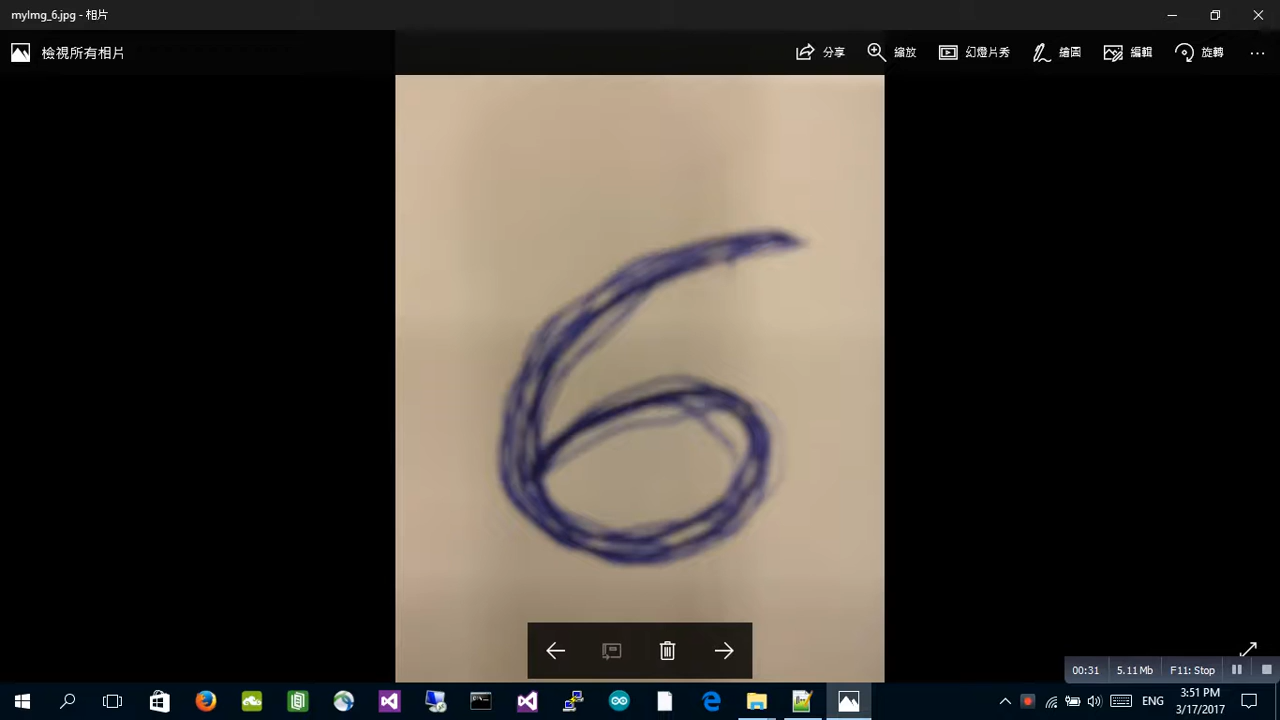 myImg_6.jpg - 相片
檢視所有相片
分享
縮放
幻燈片秀
繪圖
編輯
旋轉
6
00:31
5.11 Mb
F11: Stop
ENG
3:51 PM
3/17/2017